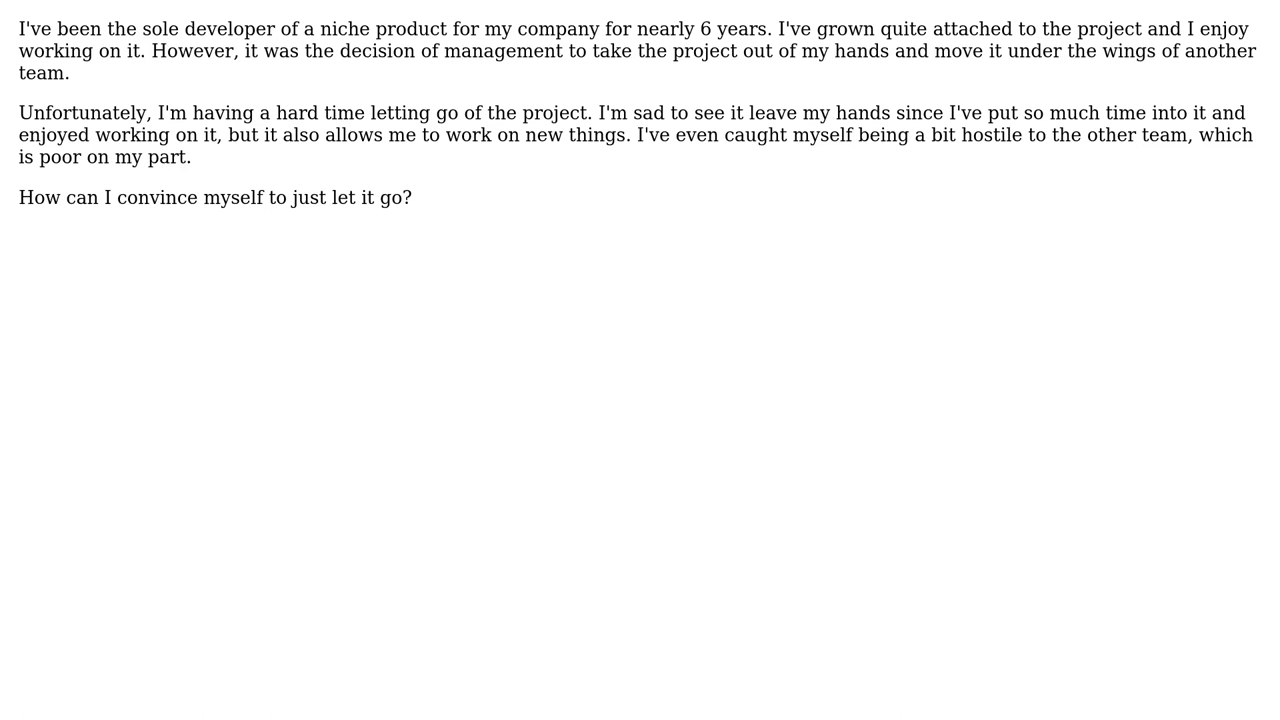 I've been the sole developer of a niche product for my company for nearly 6 years. I've grown quite attached to the project and I enjoy
working on it. However, it was the decision of management to take the project out of my hands and move it under the wings of another
team.
Unfortunately, I'm having a hard time letting go of the project. I'm sad to see it leave my hands since I've put so much time into it and
enjoyed working on it, but it also allows me to work on new things. I've even caught myself being a bit hostile to the other team, which
is poor on my part.
How can I convince myself to just let it go?